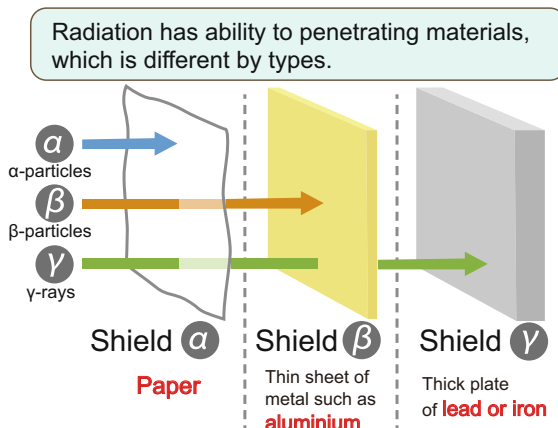 Radiation has ability to penetrating materials,
which is different by types.
α
α-particles
β
β-particles
γ
γ-rays
Shield α
Paper
Shield β
Thin sheet of
metal such as
aluminium
Shield γ
Thick plate
of lead or iron